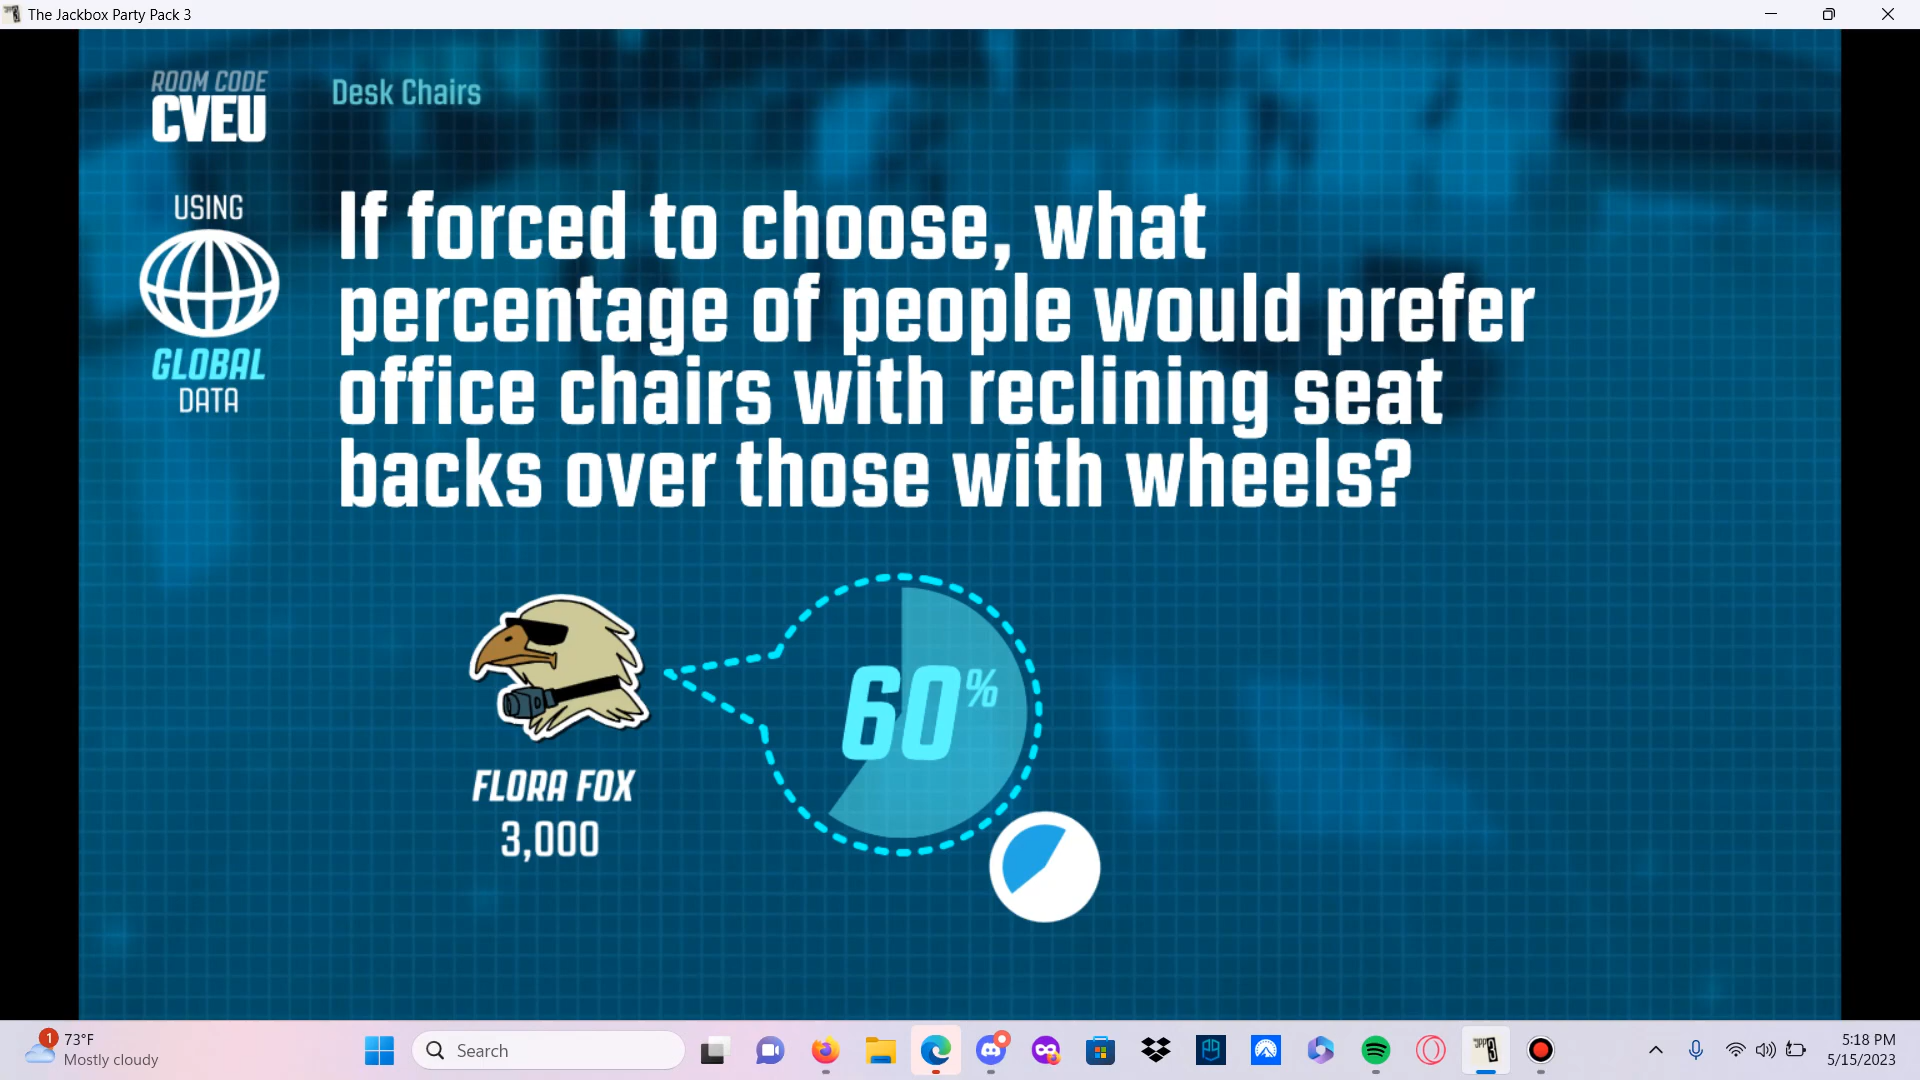 The Jackbox Party Pack 3
ROOM CODE
CVEU
Desk Chairs
USING
GLOBAL
DATA
If forced to choose, what
percentage of people would prefer
office chairs with reclining seat
backs over those with wheels?
60%
FLORA FOX
3,000
1
73°F
Mostly cloudy
Search
JPP3
5:18 PM
5/15/2023